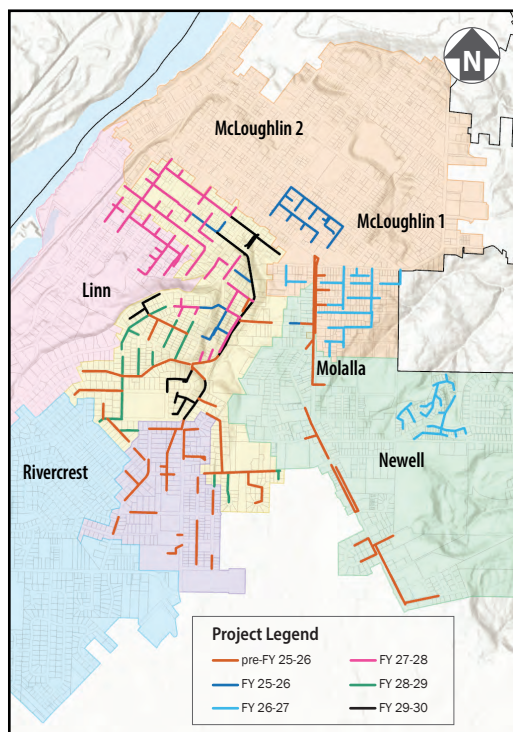 N
McLoughlin 2
McLoughlin 1
Linn
Molalla
Newell
Rivercrest
Project Legend
pre-FY 25-26
FY 27-28
FY 25-26
FY 28-29
FY 26-27
FY 29-30